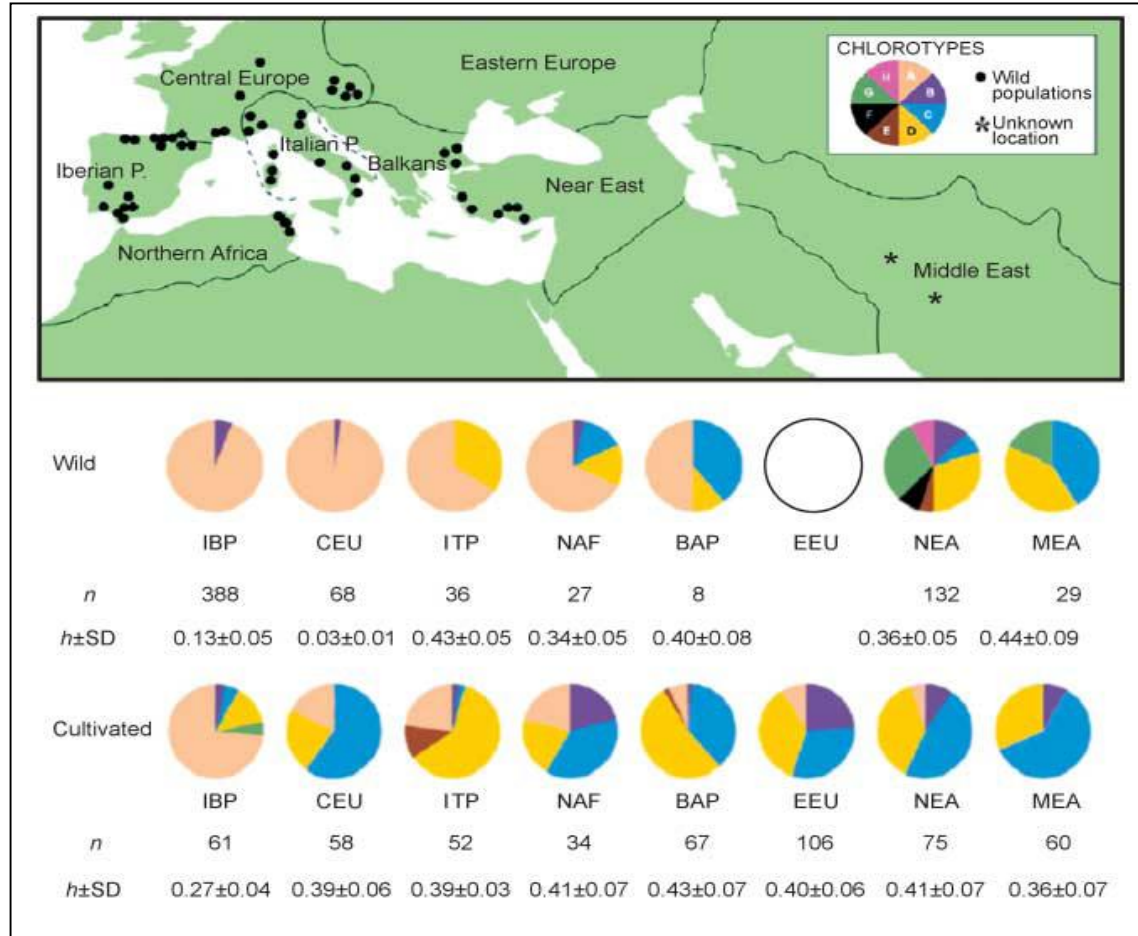 CHLOROTYPES
H A
G B
F C
E D
Wild
populations
Unknown
location
Central Europe
Eastern Europe
Italian P.
Balkans
Iberian P.
Near East
Northern Africa
Middle East
*
*
*
Wild
IBP CEU ITP NAF BAP EEU NEA MEA
n 388 68 36 27 8 132 29
h±SD 0.13±0.05 0.03±0.01 0.43±0.05 0.34±0.05 0.40±0.08 0.36±0.05 0.44±0.09
Cultivated
IBP CEU ITP NAF BAP EEU NEA MEA
n 61 58 52 34 67 106 75 60
h±SD 0.27±0.04 0.39±0.06 0.39±0.03 0.41±0.07 0.43±0.07 0.40±0.06 0.41±0.07 0.36±0.07